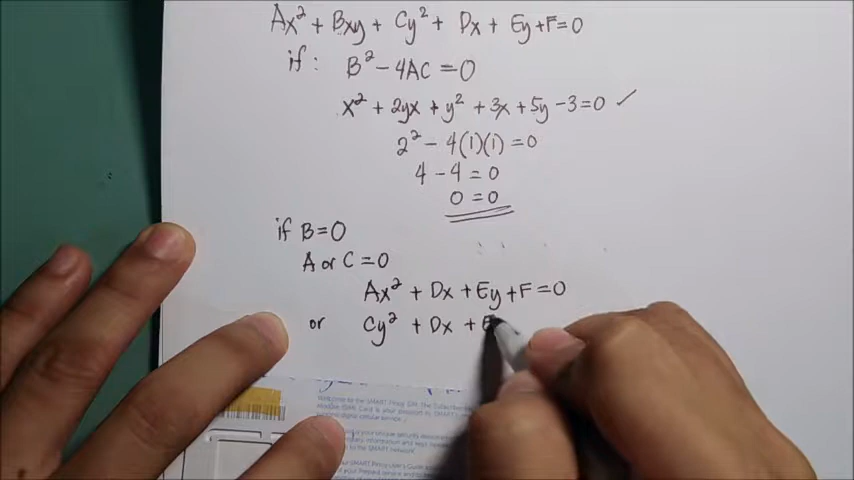 Ax² + Bxy + Cy² + Dx + Ey + F = 0
if : B² - 4AC = 0
x² + 2yx + y² + 3x + 5y - 3 = 0 ✓
2² - 4(1)(1) = 0
4 - 4 = 0
0 = 0
if B = 0
A or C = 0
Ax² + Dx + Ey + F = 0
or Cy² + Dx + E